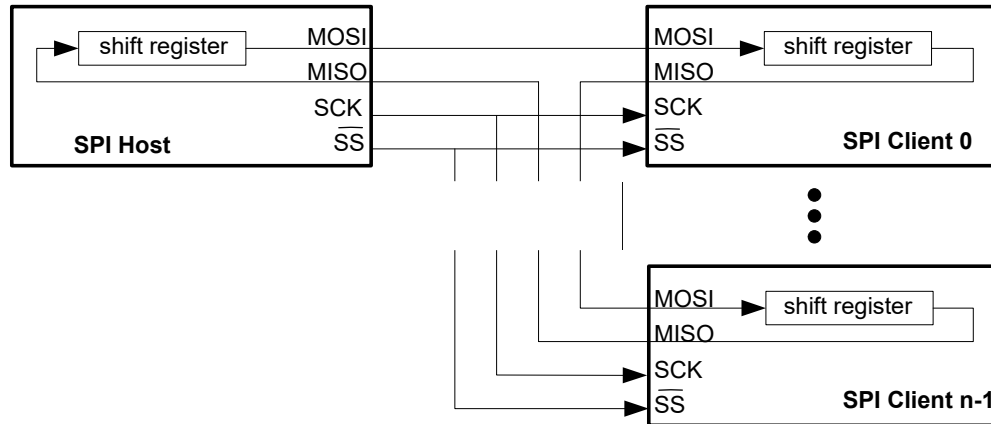 shift register
MOSI
MISO
SCK
SS
SPI Host
MOSI
shift register
MISO
SCK
SS
SPI Client 0
MOSI
shift register
MISO
SCK
SS
SPI Client n-1